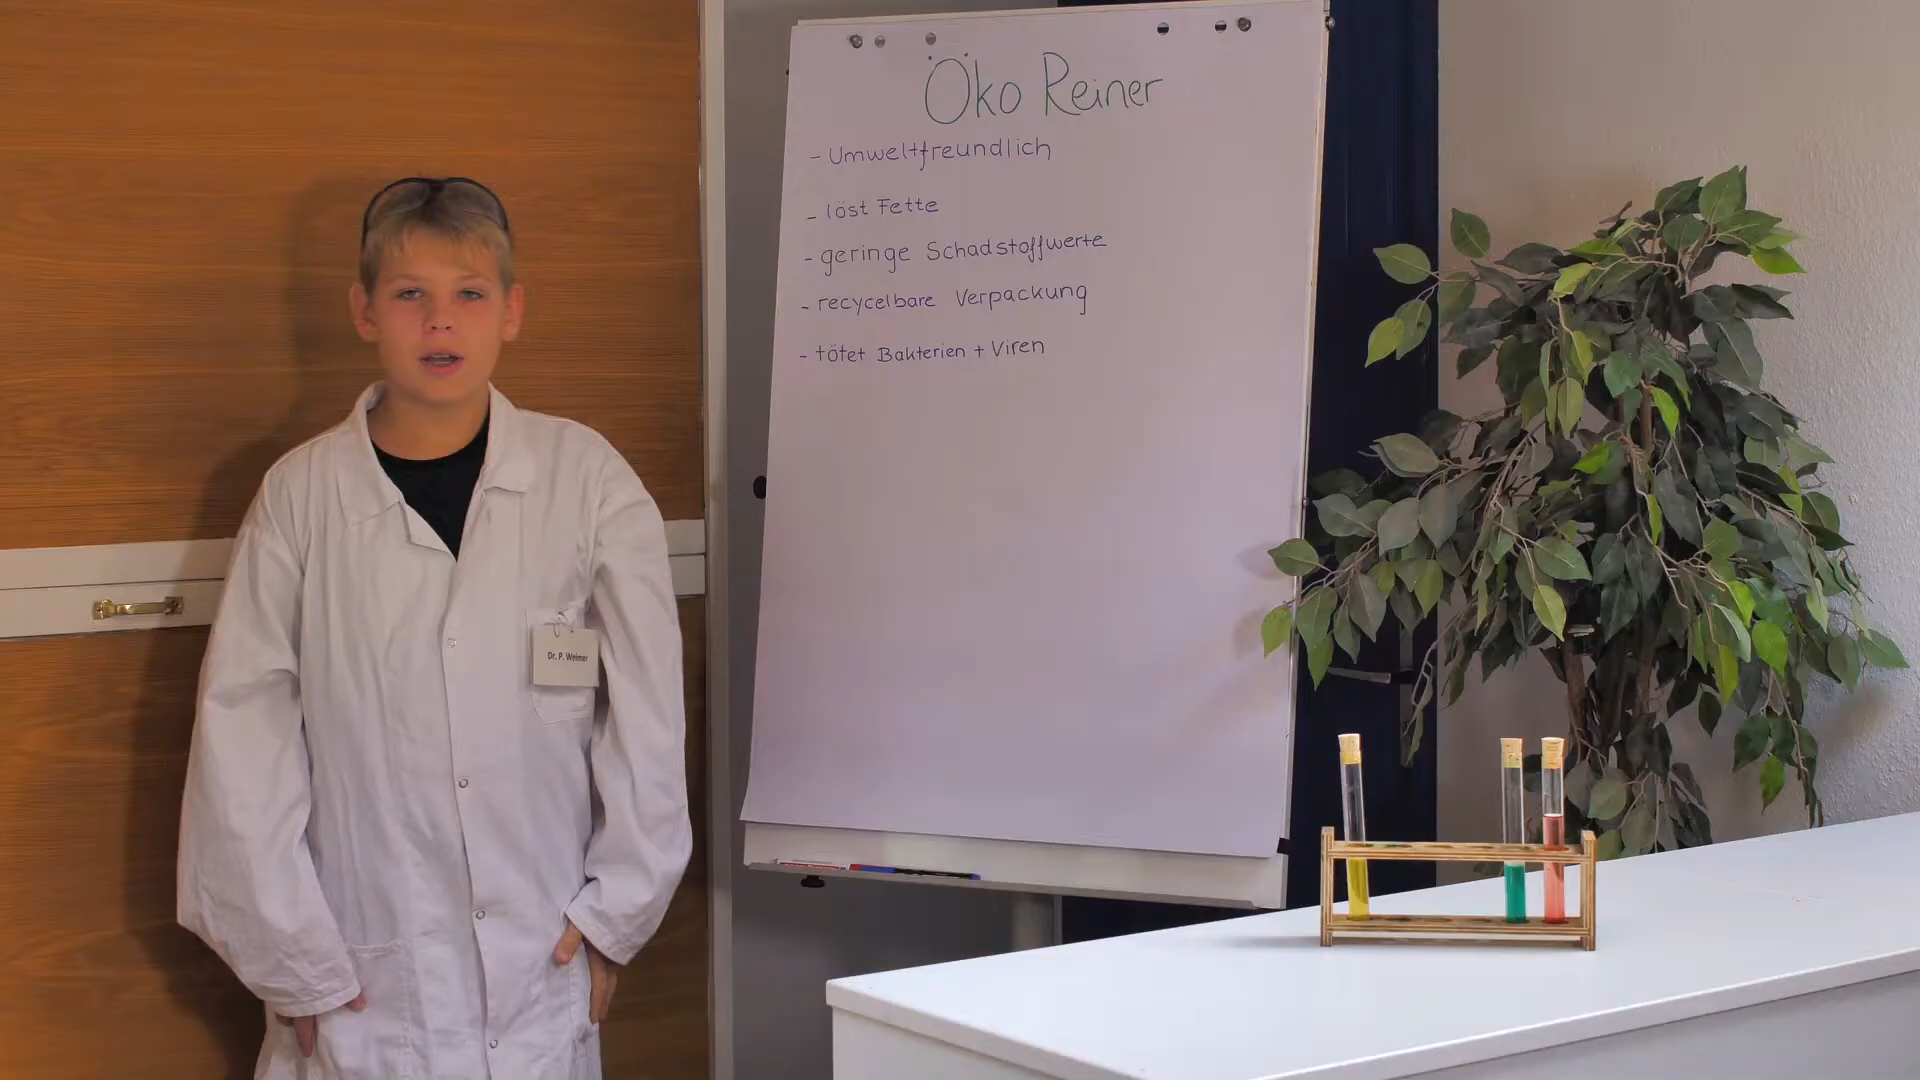 Öko Reiner
- Umweltfreundlich
- löst Fette
- geringe Schadstoffwerte
- recycelbare Verpackung
- tötet Bakterien + Viren
Dr. P. Weimer